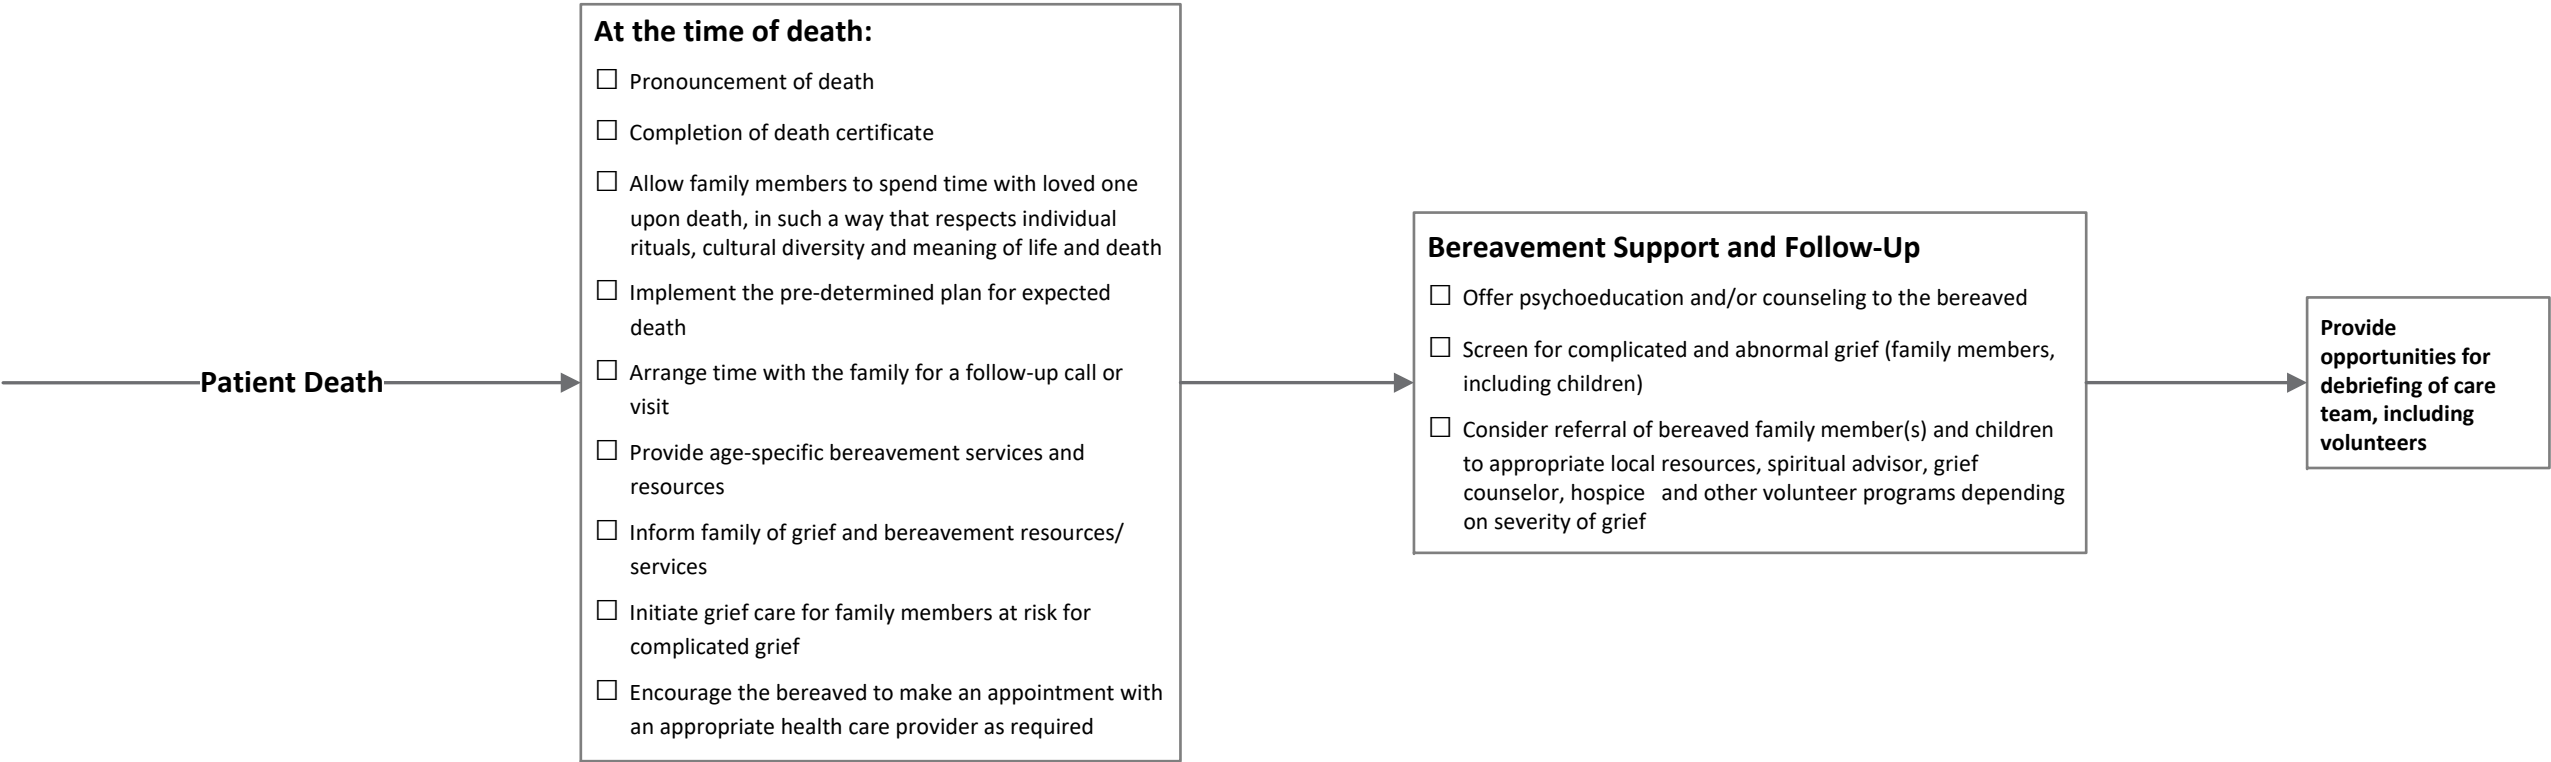 Patient Death
At the time of death:
☐ Pronouncement of death
☐ Completion of death certificate
☐ Allow family members to spend time with loved one
upon death, in such a way that respects individual
rituals, cultural diversity and meaning of life and death
☐ Implement the pre-determined plan for expected
death
☐ Arrange time with the family for a follow-up call or
visit
☐ Provide age-specific bereavement services and
resources
☐ Inform family of grief and bereavement resources/
services
☐ Initiate grief care for family members at risk for
complicated grief
☐ Encourage the bereaved to make an appointment with
an appropriate health care provider as required
Bereavement Support and Follow-Up
☐ Offer psychoeducation and/or counseling to the bereaved
☐ Screen for complicated and abnormal grief (family members,
including children)
☐ Consider referral of bereaved family member(s) and children
to appropriate local resources, spiritual advisor, grief
counselor, hospice and other volunteer programs depending
on severity of grief
Provide
opportunities for
debriefing of care
team, including
volunteers